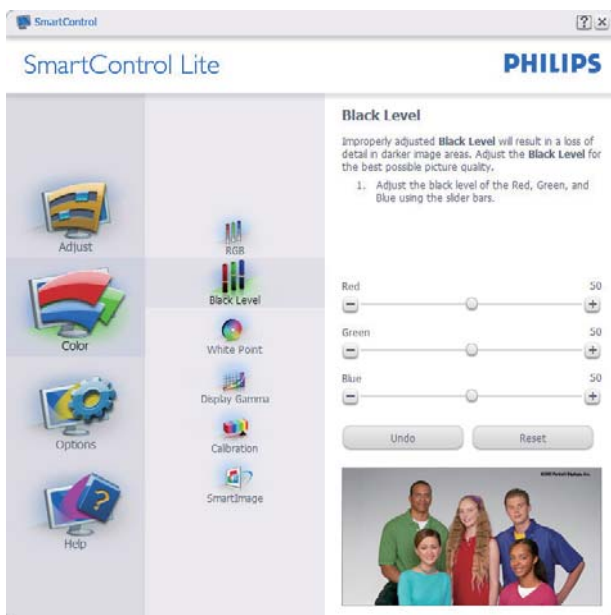 SmartControl
SmartControl Lite
PHILIPS
Adjust
Color
Options
Help
RGB
Black Level
White Point
Display Gamma
Calibration
SmartImage
Black Level
Improperly adjusted Black Level will result in a loss of
detail in darker image areas. Adjust the Black Level for
the best possible picture quality.
1. Adjust the black level of the Red, Green, and
Blue using the slider bars.
Red 50
Green 50
Blue 50
Undo Reset